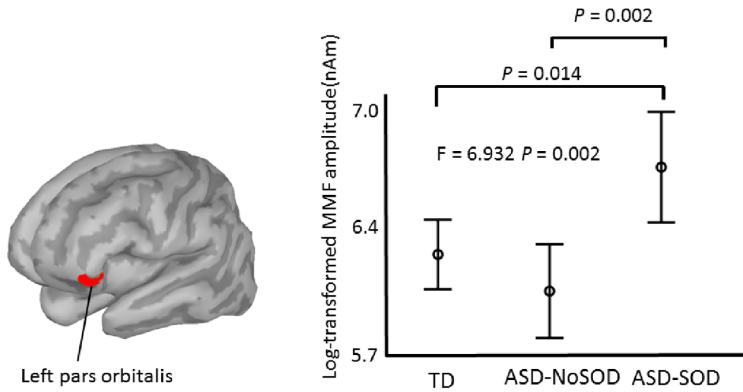 P = 0.002
P = 0.014
7.0
F = 6.932 P = 0.002
Log-transformed MMF amplitude(nAm)
6.4
5.7
TD ASD-NoSOD ASD-SOD
Left pars orbitalis